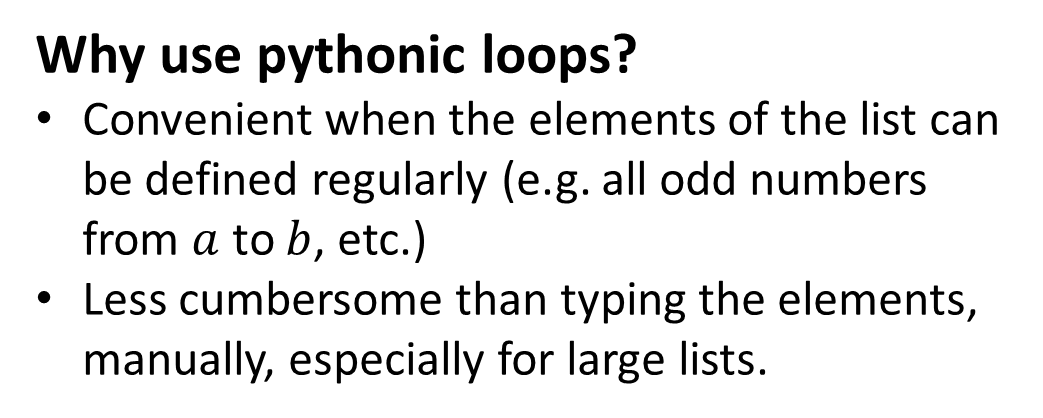 Why use pythonic loops?
• Convenient when the elements of the list can
be defined regularly (e.g. all odd numbers
from a to b, etc.)
• Less cumbersome than typing the elements,
manually, especially for large lists.